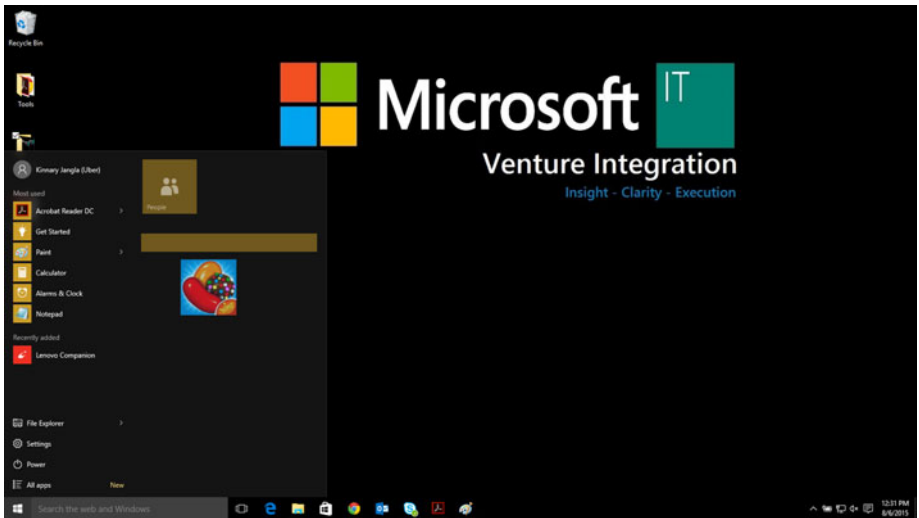 Recycle Bin
Tools
Microsoft IT
Venture Integration
Insight - Clarity - Execution
Kinnary Jangla (Uber)
Most used
Acrobat Reader DC
Get Started
Paint
Calculator
Alarms & Clock
Notepad
Recently added
Lenovo Companion
File Explorer
Settings
Power
All apps New
People
Search the web and Windows
12:31 PM
8/6/2015